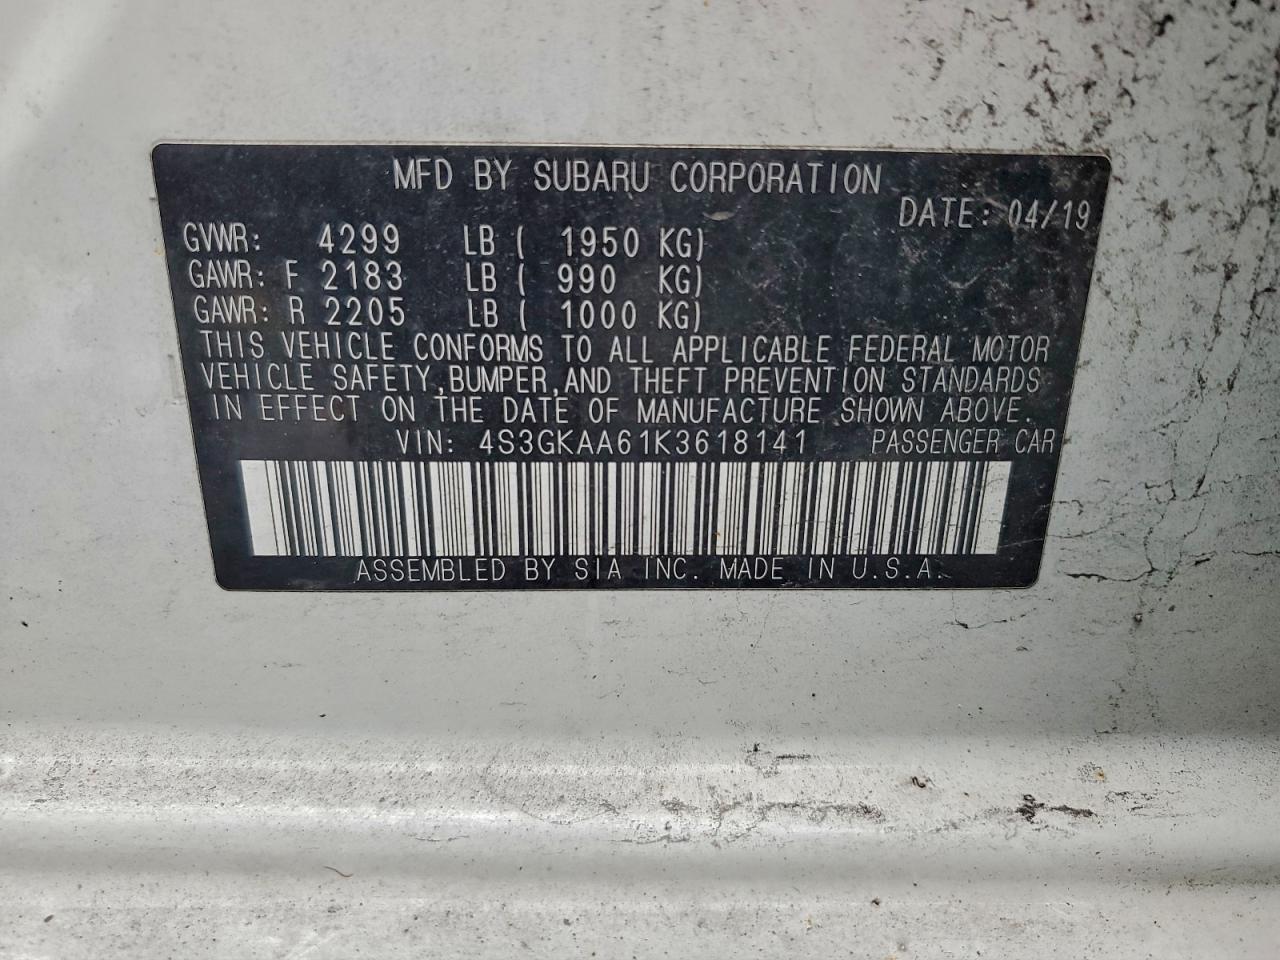 MFD BY SUBARU CORPORATION
DATE: 04/19
GVWR: 4299 LB ( 1950 KG)
GAWR: F 2183 LB ( 990 KG)
GAWR: R 2205 LB ( 1000 KG)
THIS VEHICLE CONFORMS TO ALL APPLICABLE FEDERAL MOTOR
VEHICLE SAFETY,BUMPER,AND THEFT PREVENTION STANDARDS
IN EFFECT ON THE DATE OF MANUFACTURE SHOWN ABOVE.
VIN: 4S3GKAA61K3618141 PASSENGER CAR
ASSEMBLED BY SIA INC. MADE IN U.S.A.